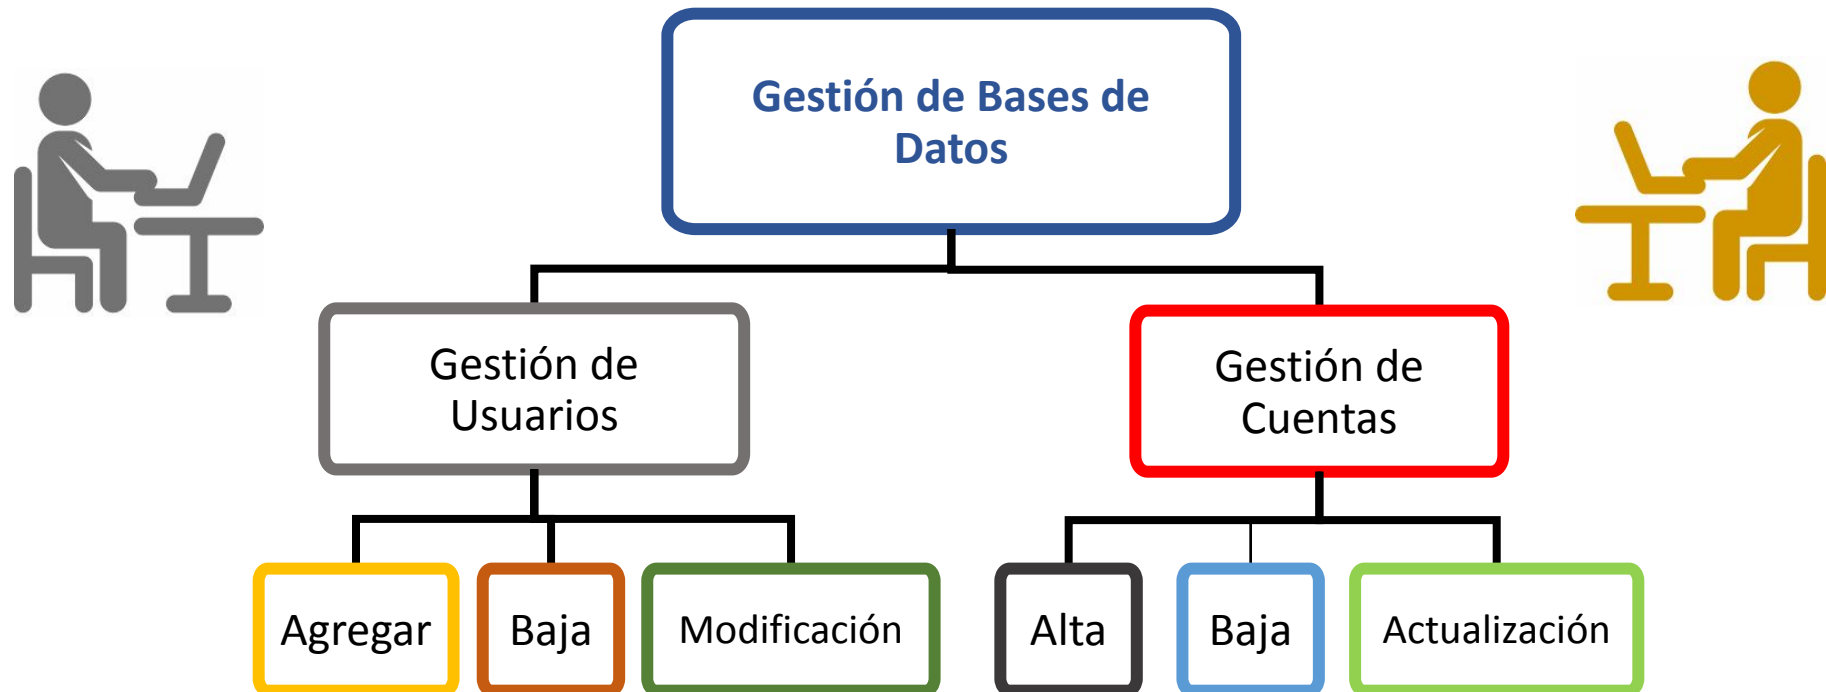 Gestión de Bases de
Datos
Gestión de
Usuarios
Gestión de
Cuentas
Agregar
Baja
Modificación
Alta
Baja
Actualización